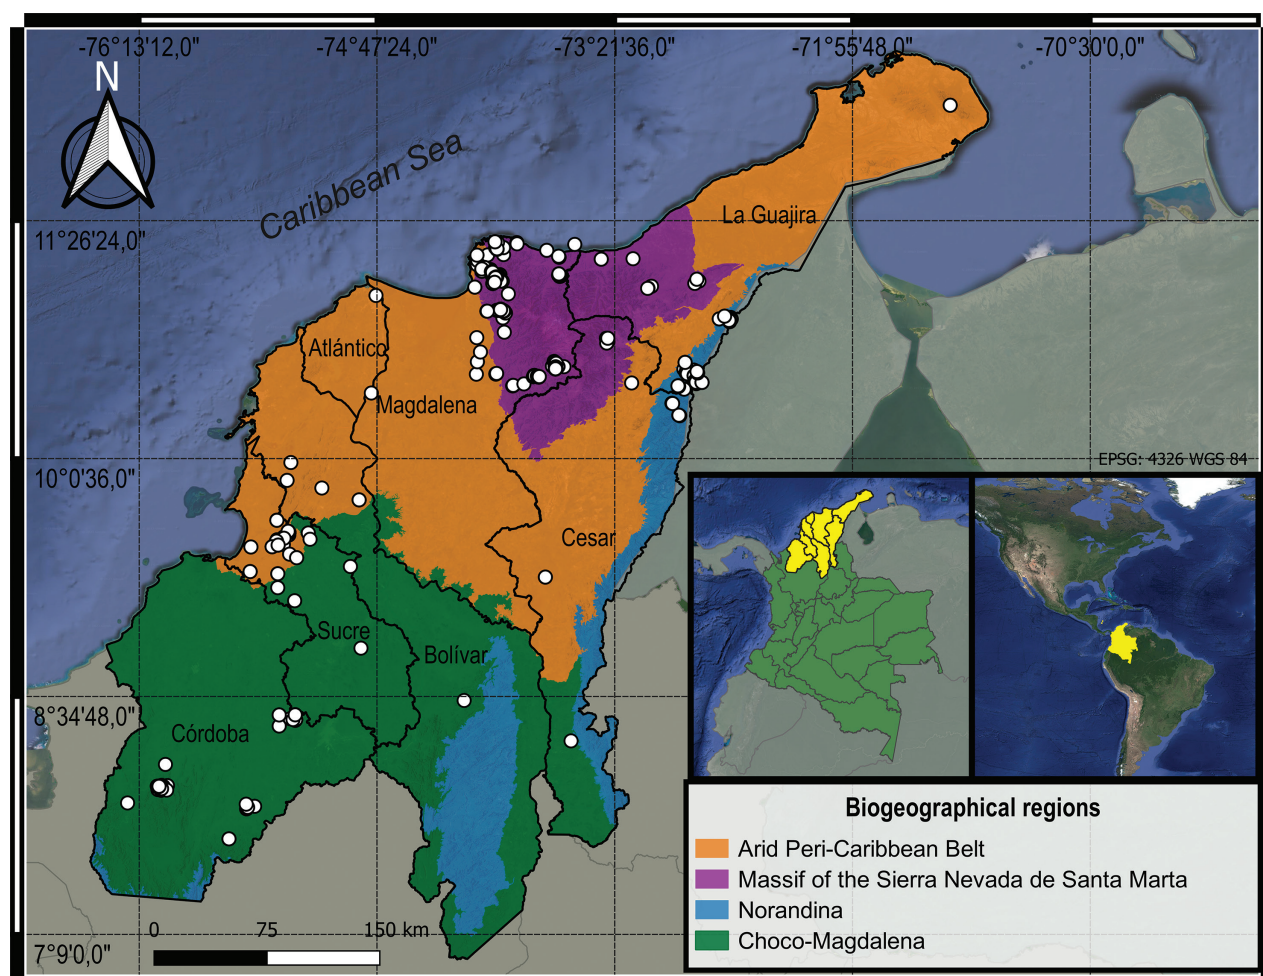 -76°13'12,0"
-74°47'24,0"
-73°21'36,0"
-71°55'48,0"
-70°30'0,0"
N
Caribbean Sea
La Guajira
11°26'24,0"
Atlántico
Magdalena
10°0'36,0"
EPSG: 4326 WGS 84
Cesar
Sucre
Bolívar
8°34'48,0"
Córdoba
Biogeographical regions
Arid Peri-Caribbean Belt
Massif of the Sierra Nevada de Santa Marta
Norandina
Choco-Magdalena
0 75 150 km
7°9'0,0"